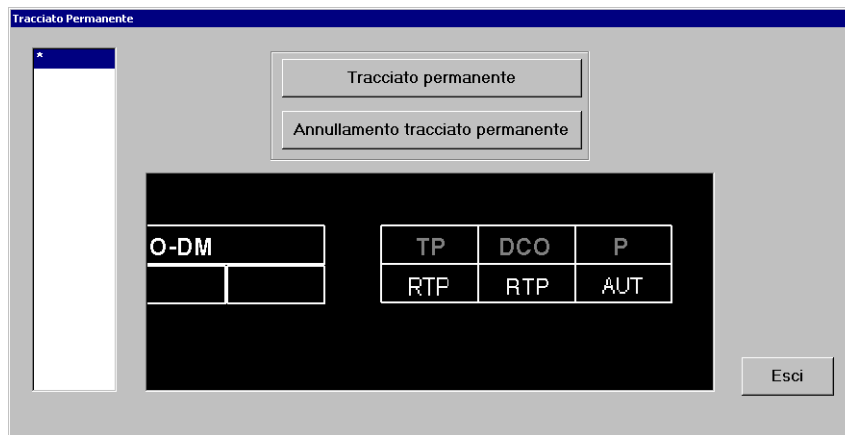 Tracciato Permanente
*
Tracciato permanente
Annullamento tracciato permanente
O-DM
TP DCO P
RTP RTP AUT
Esci